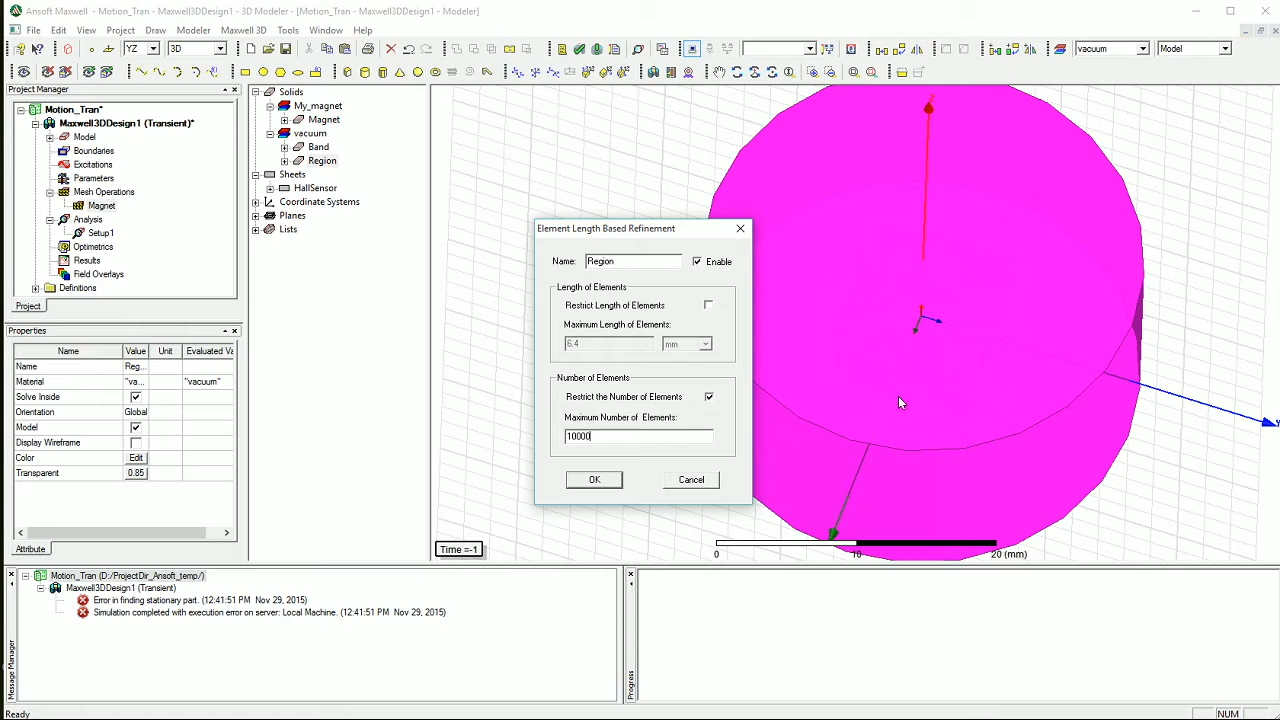 Ansoft Maxwell - Motion_Tran - Maxwell3DDesign1 - 3D Modeler - [Motion_Tran - Maxwell3DDesign1 - Modeler]
File Edit View Project Draw Modeler Maxwell 3D Tools Window Help
YZ 3D vacuum Model
Project Manager
Motion_Tran*
Maxwell3DDesign1 (Transient)*
Model
Boundaries
Excitations
Parameters
Mesh Operations
Magnet
Analysis
Setup1
Optimetrics
Results
Field Overlays
Definitions
Project
Properties
Name Value Unit Evaluated Va
Name Reg...
Material "va... "vacuum"
Solve Inside
Orientation Global
Model
Display Wireframe
Color Edit
Transparent 0.85
Attribute
Solids
My_magnet
Magnet
vacuum
Band
Region
Sheets
HallSensor
Coordinate Systems
Planes
Lists
Z
Element Length Based Refinement
Name: Region Enable
Length of Elements
Restrict Length of Elements
Maximum Length of Elements:
6.4 mm
Number of Elements
Restrict the Number of Elements
Maximum Number of Elements:
10000
OK Cancel
Time =-1
0 10 20 (mm)
Motion_Tran (D:/ProjectDir_Ansoft_temp/)
Maxwell3DDesign1 (Transient)
Error in finding stationary part. (12:41:51 PM Nov 29, 2015)
Simulation completed with execution error on server: Local Machine. (12:41:51 PM Nov 29, 2015)
Message Manager
Progress
Ready NUM